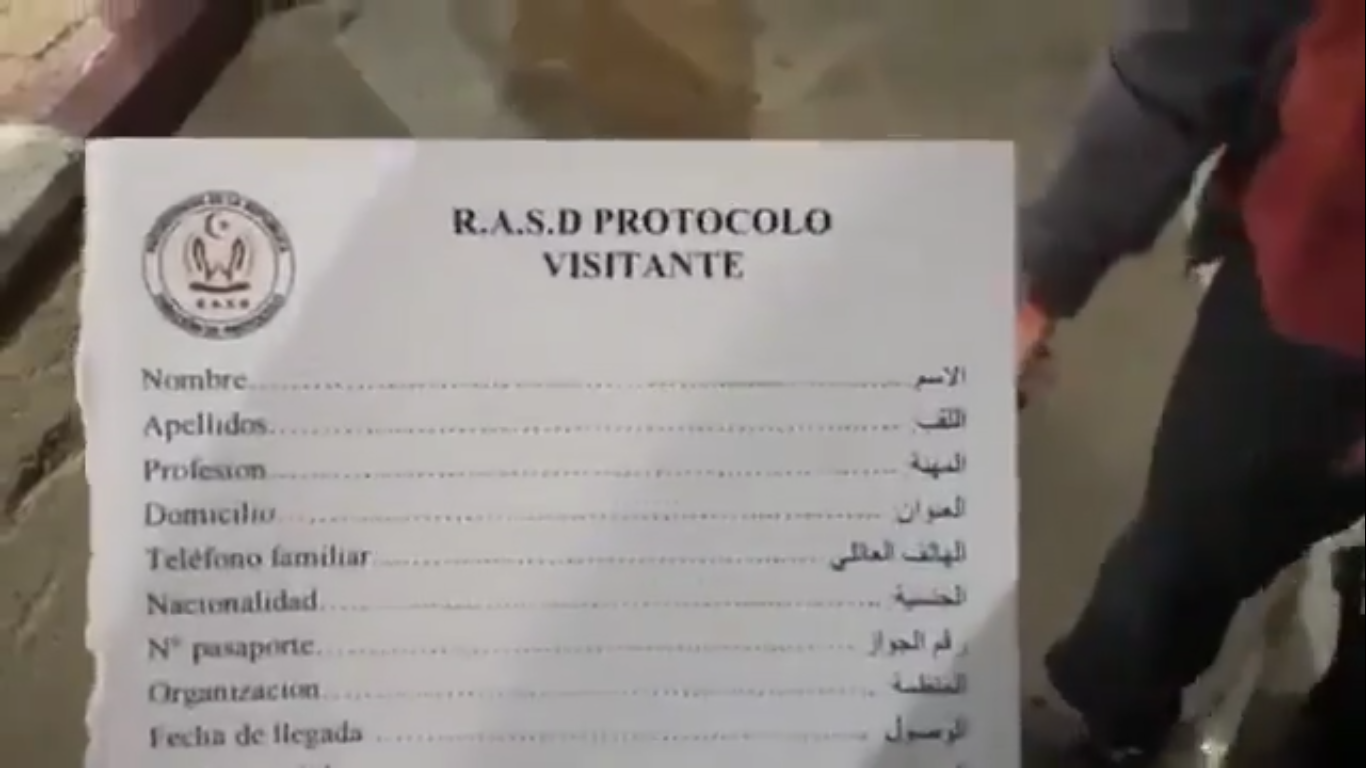 R.A.S.D PROTOCOLO
VISITANTE
R.A.S.D
Nombre الاسم
Apellidos اللقب
Profesion المهنة
Domicilio العنوان
Teléfono familiar الهاتف العائلي
Nacionalidad الجنسية
N° pasaporte رقم الجواز
Organizacion المنظمة
Fecha de llegada الوصول